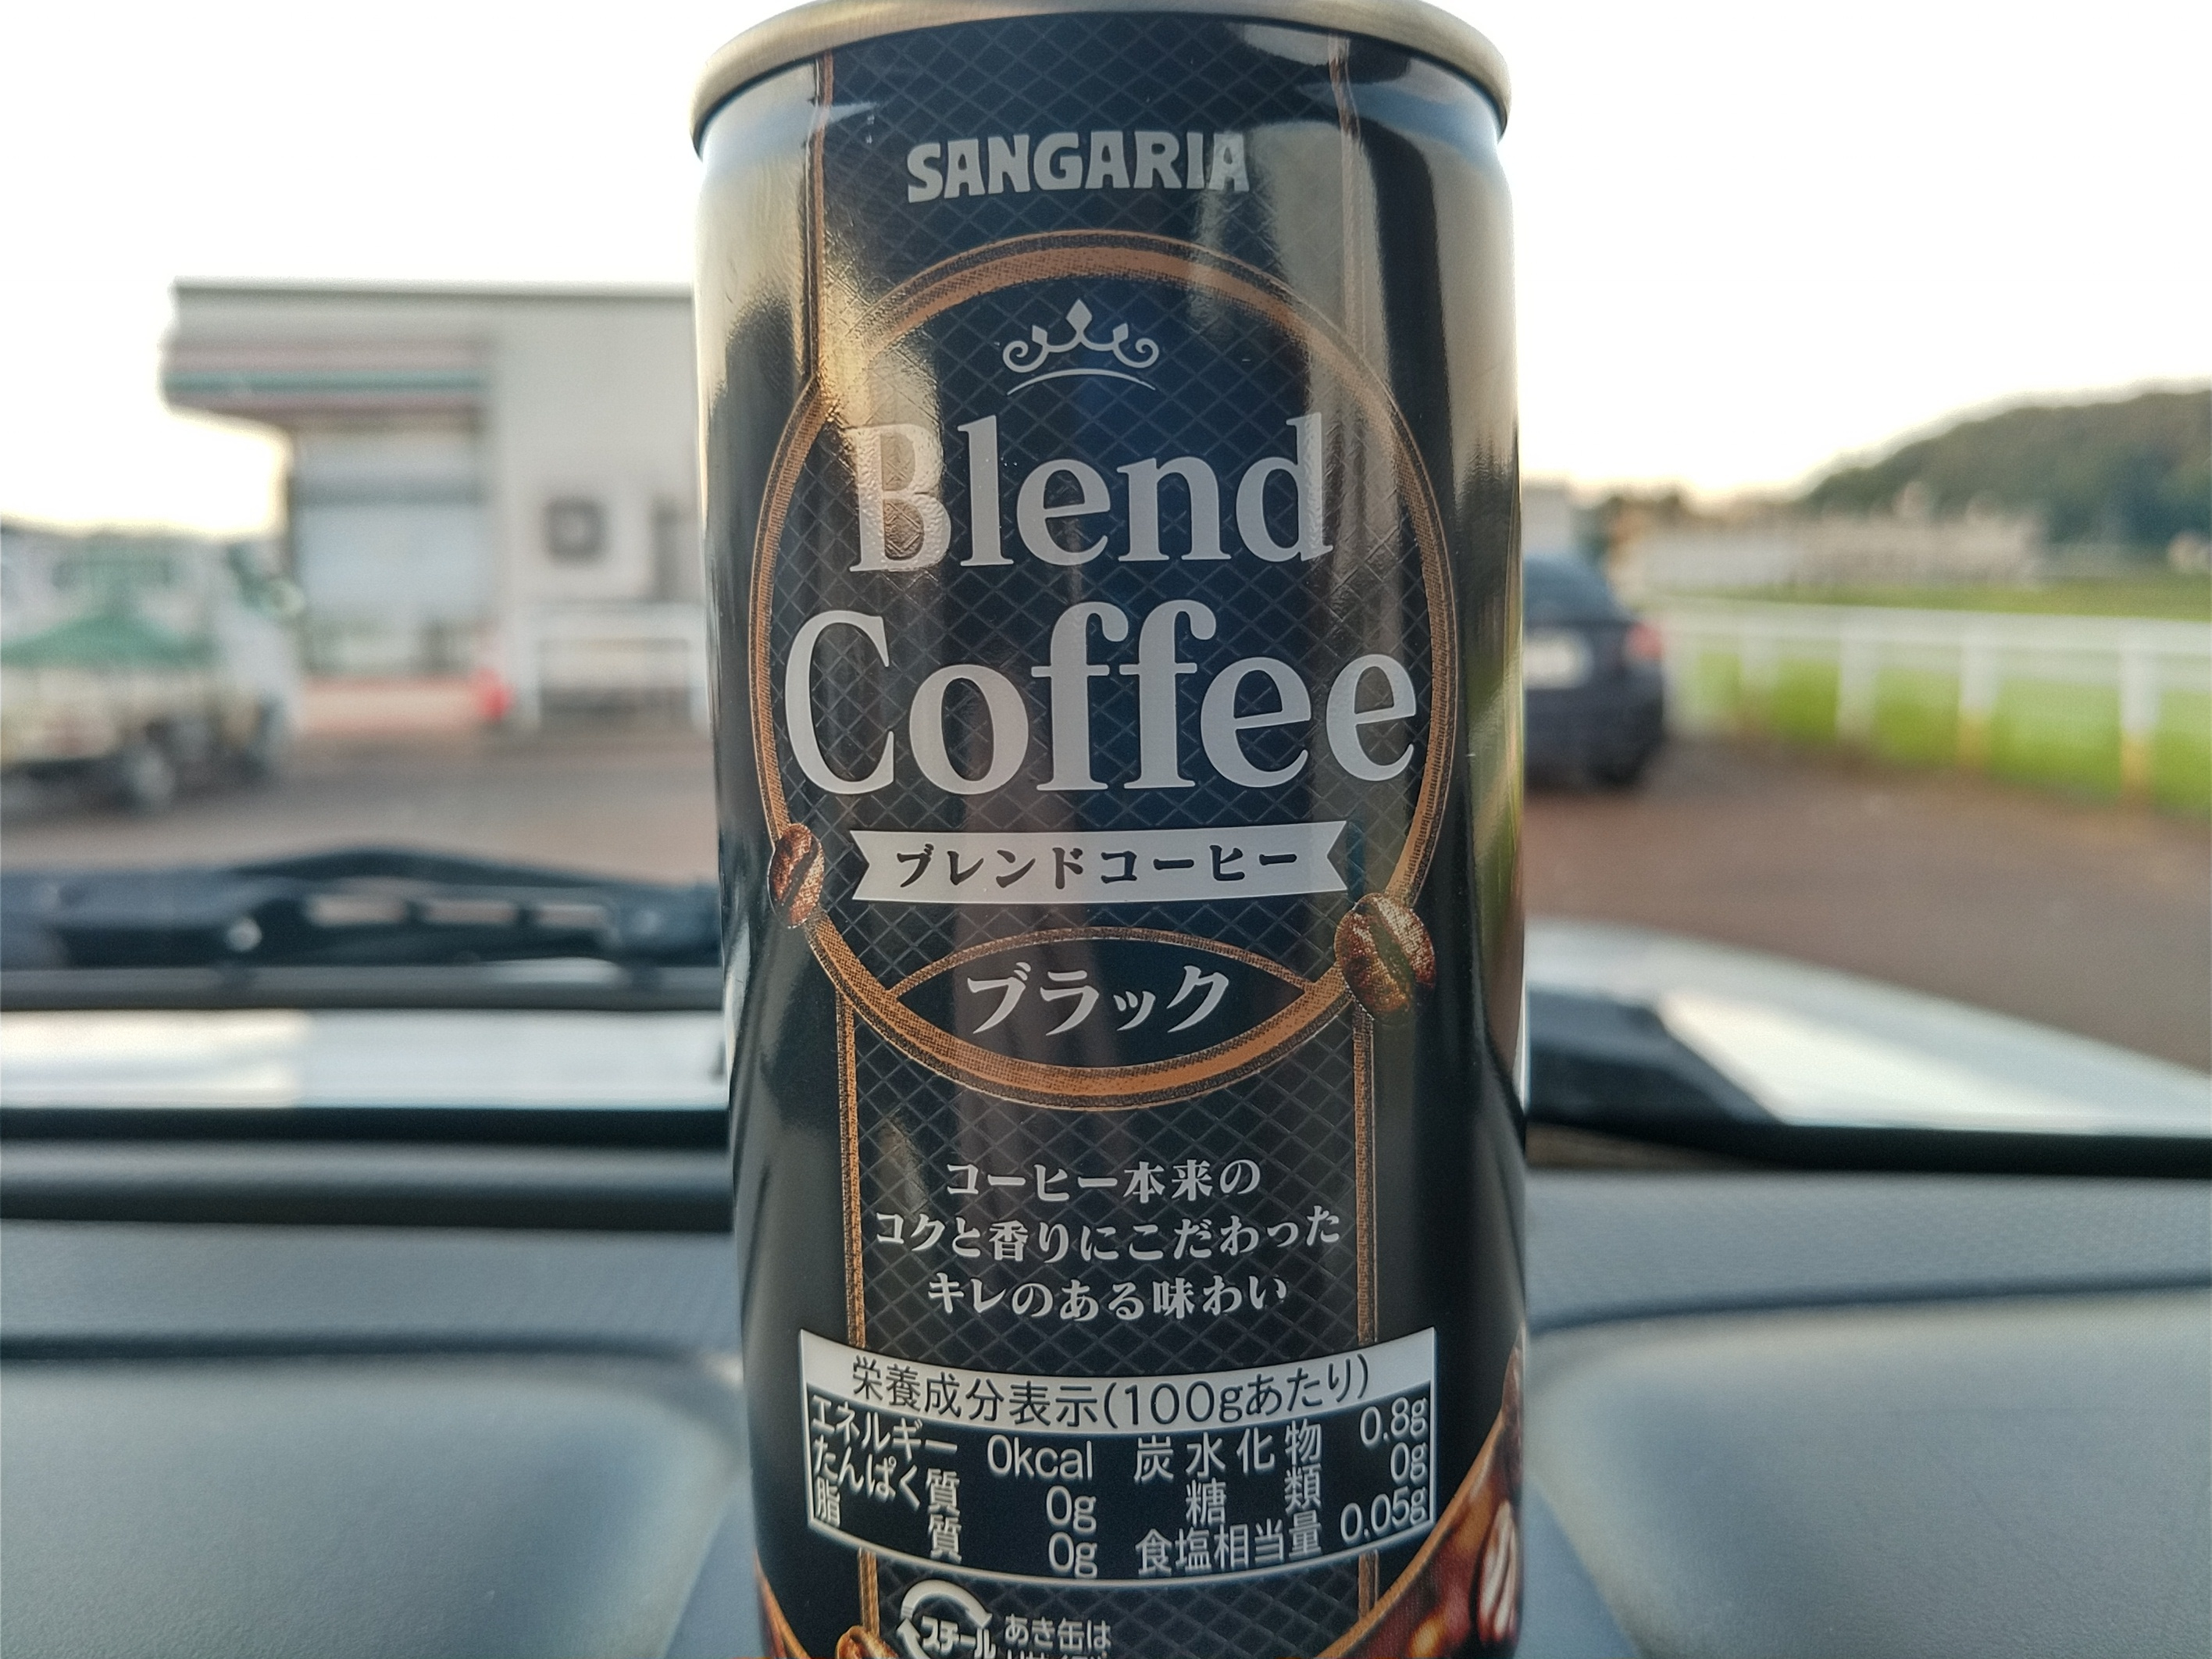 SANGARIA
Blend
Coffee
ブレンドコーヒー
ブラック
コーヒー本来の
コクと香りにこだわった
キレのある味わい
栄養成分表示(100gあたり)
エネルギー 0kcal 炭水化物 0.8g
たんぱく質 0g 糖類 0g
脂質 0g 食塩相当量 0.05g
スチール
あき缶は